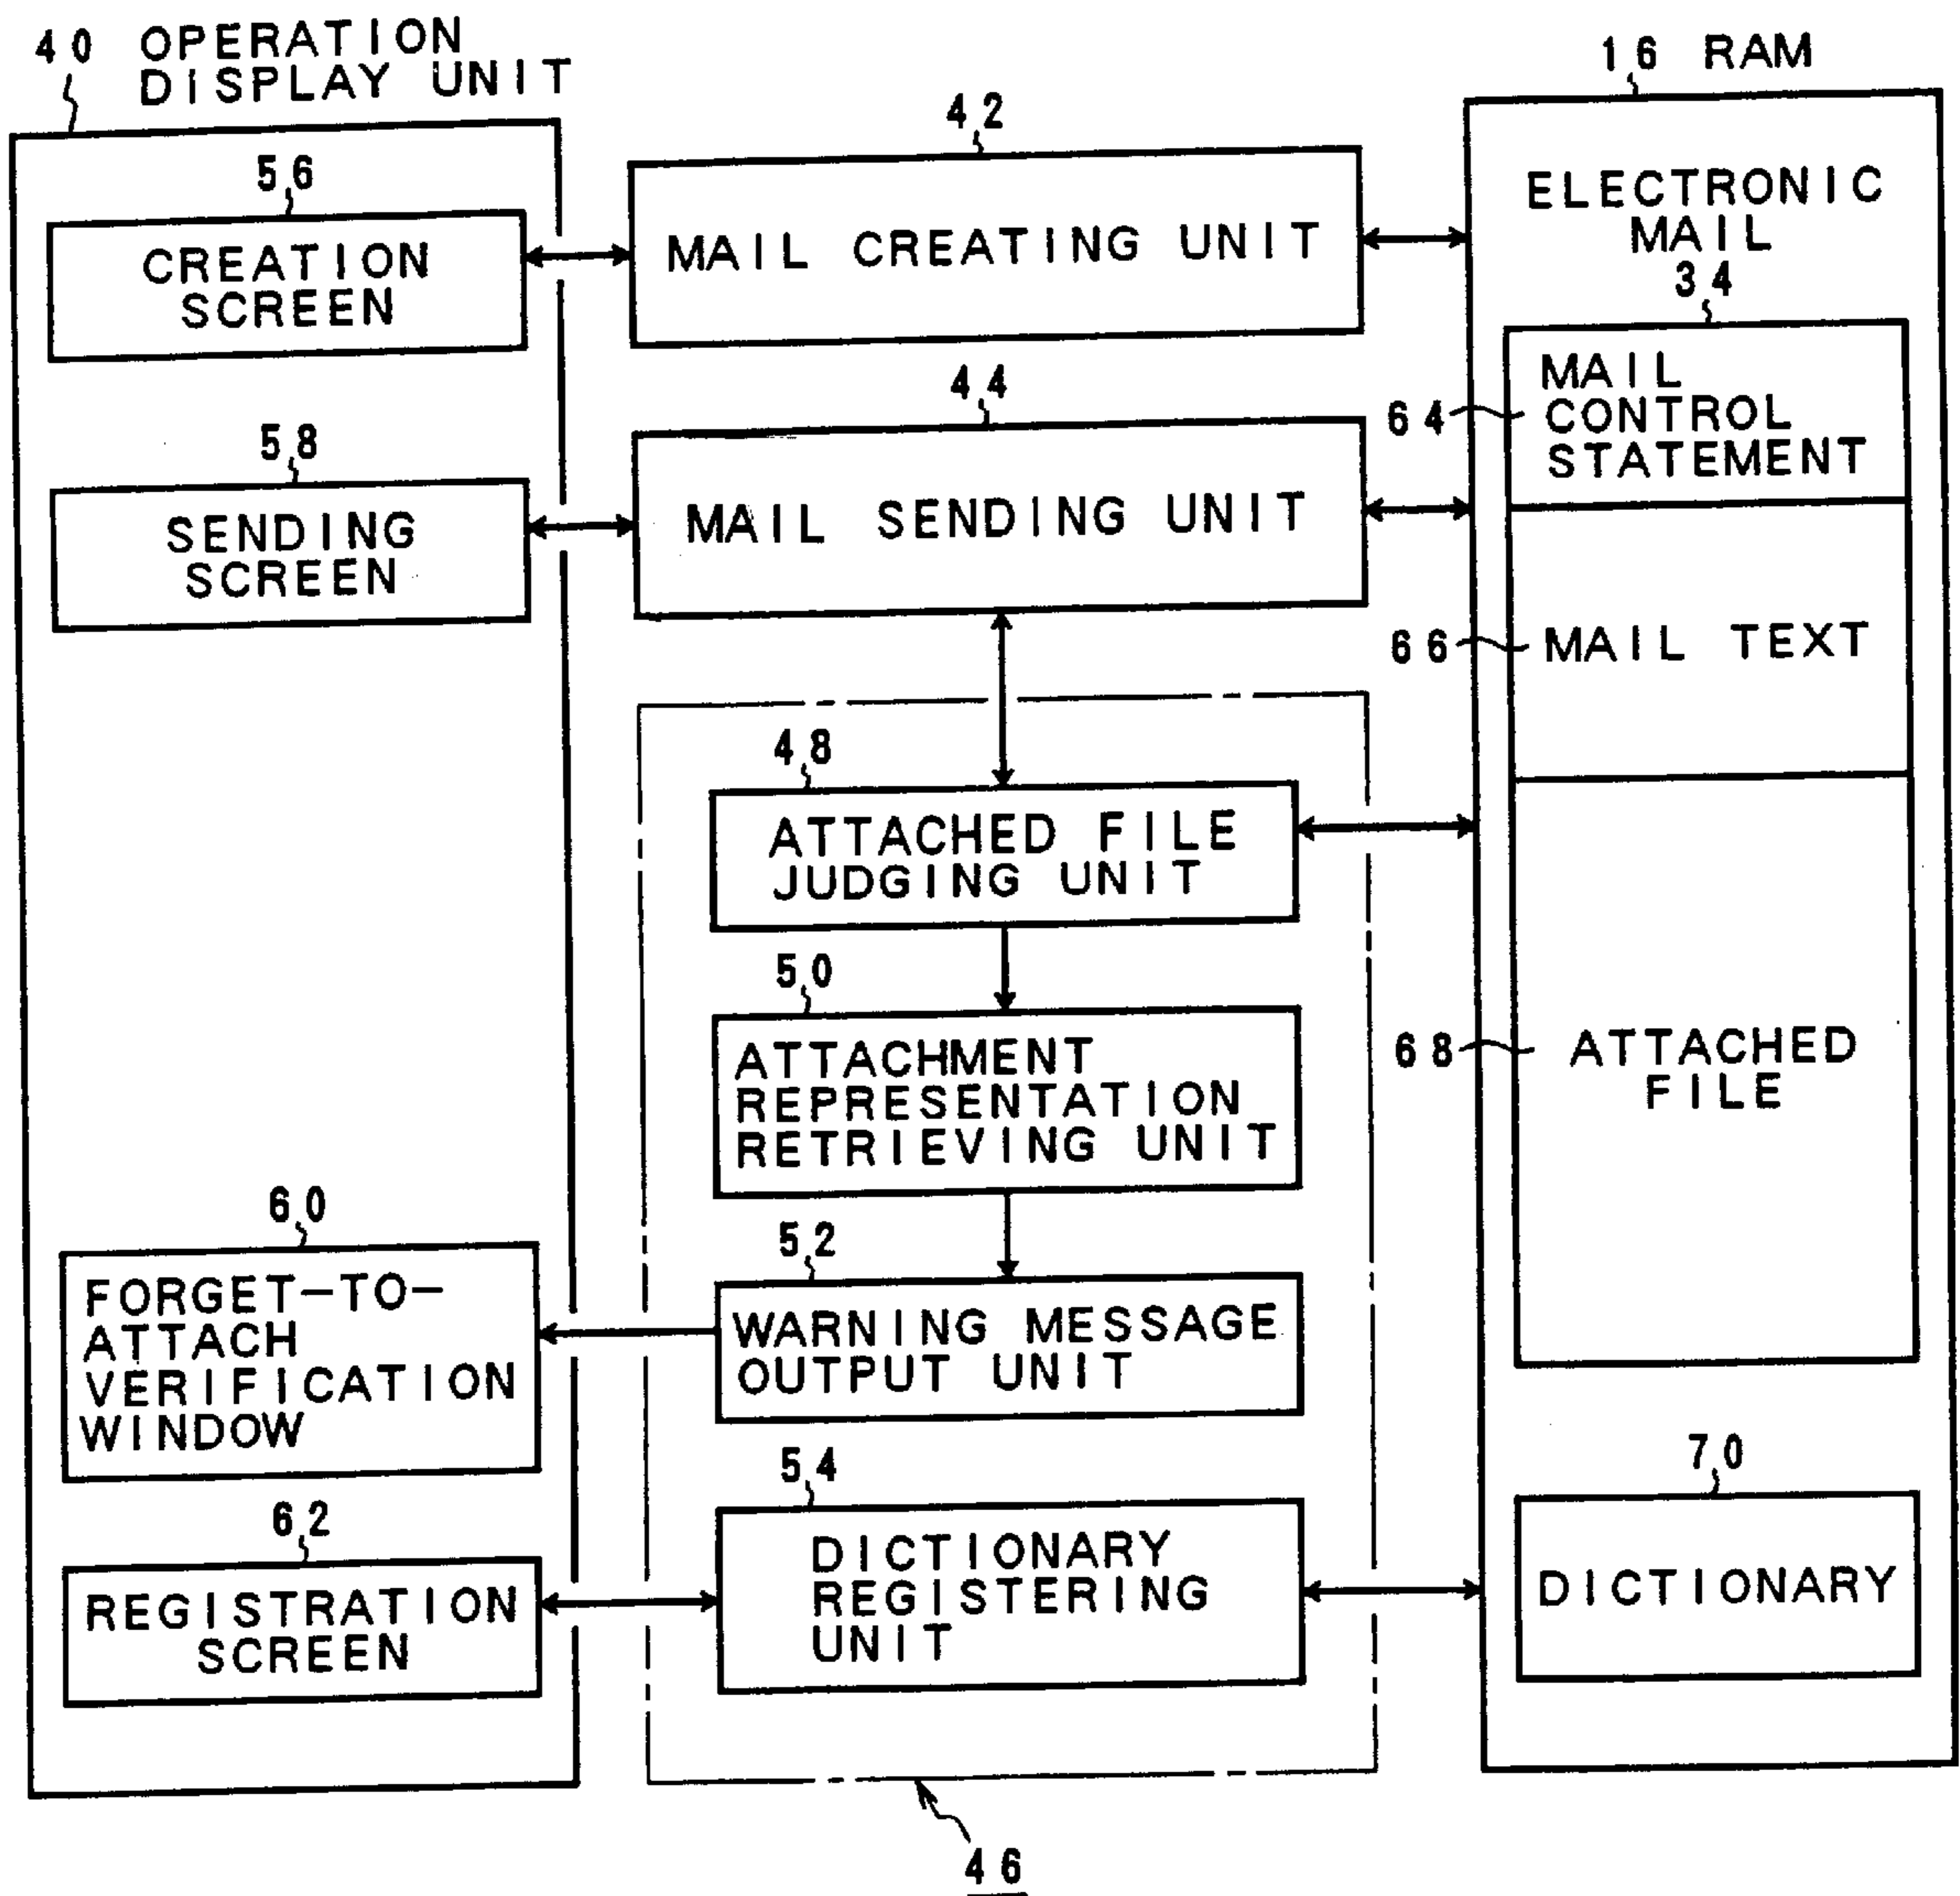 40 OPERATION
DISPLAY UNIT
16 RAM
42
56
CREATION
SCREEN
MAIL CREATING UNIT
ELECTRONIC
MAIL
34
44
58
SENDING
SCREEN
MAIL SENDING UNIT
64
MAIL
CONTROL
STATEMENT
66
MAIL TEXT
48
ATTACHED FILE
JUDGING UNIT
50
ATTACHMENT
REPRESENTATION
RETRIEVING UNIT
68
ATTACHED
FILE
60
FORGET-TO-
ATTACH
VERIFICATION
WINDOW
52
WARNING MESSAGE
OUTPUT UNIT
54
DICTIONARY
REGISTERING
UNIT
70
DICTIONARY
62
REGISTRATION
SCREEN
46